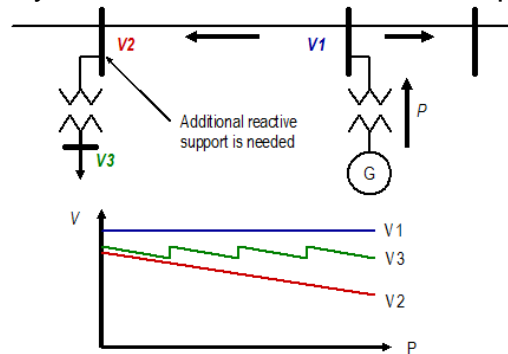 V2
V1
Additional reactive
support is needed
P
V3
G
V
V1
V3
V2
P